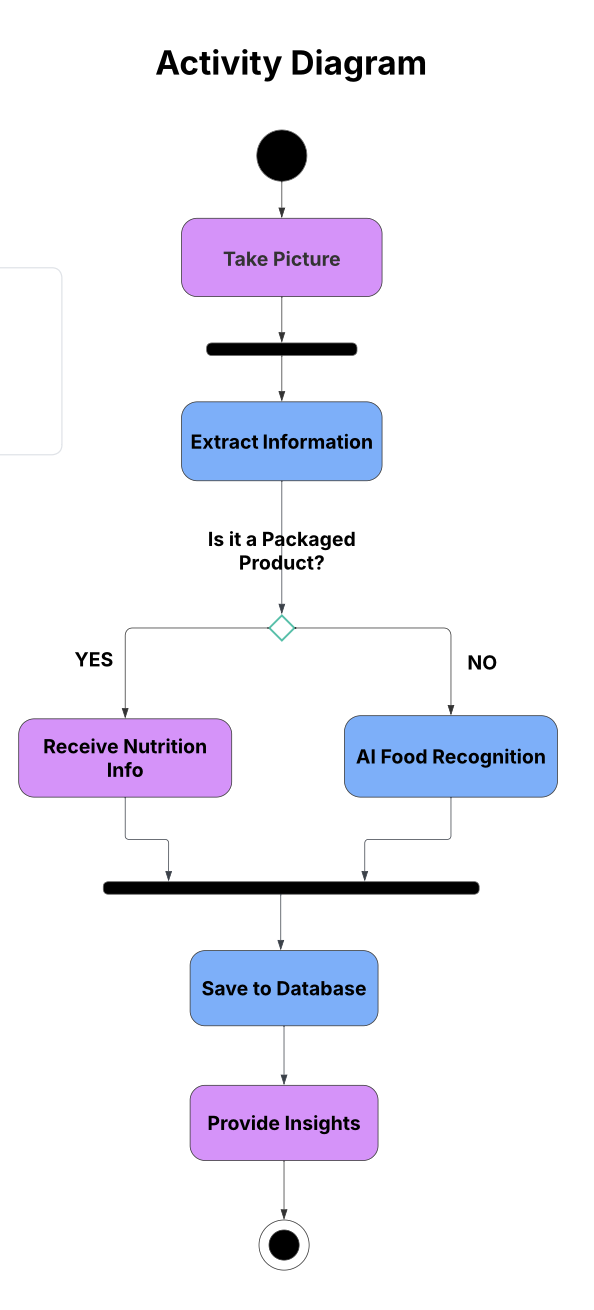 Activity Diagram
Take Picture
Extract Information
Is it a Packaged
Product?
YES
NO
Receive Nutrition
Info
AI Food Recognition
Save to Database
Provide Insights